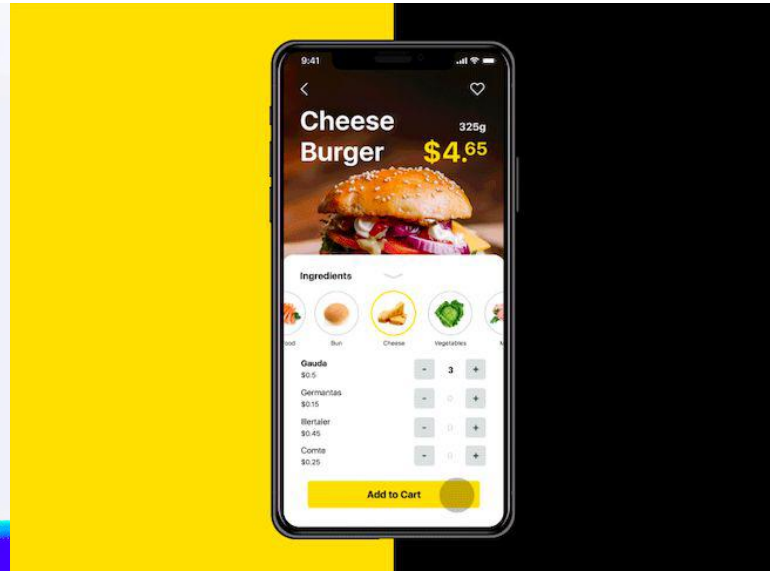 9:41
Cheese
Burger
325g
$4.65
Ingredients
Bun
Cheese
Vegetables
Gauda
$0.5
- 3 +
Germantas
$0.15
- 0 +
Illertaler
$0.45
- 0 +
Comte
$0.25
- 0 +
Add to Cart